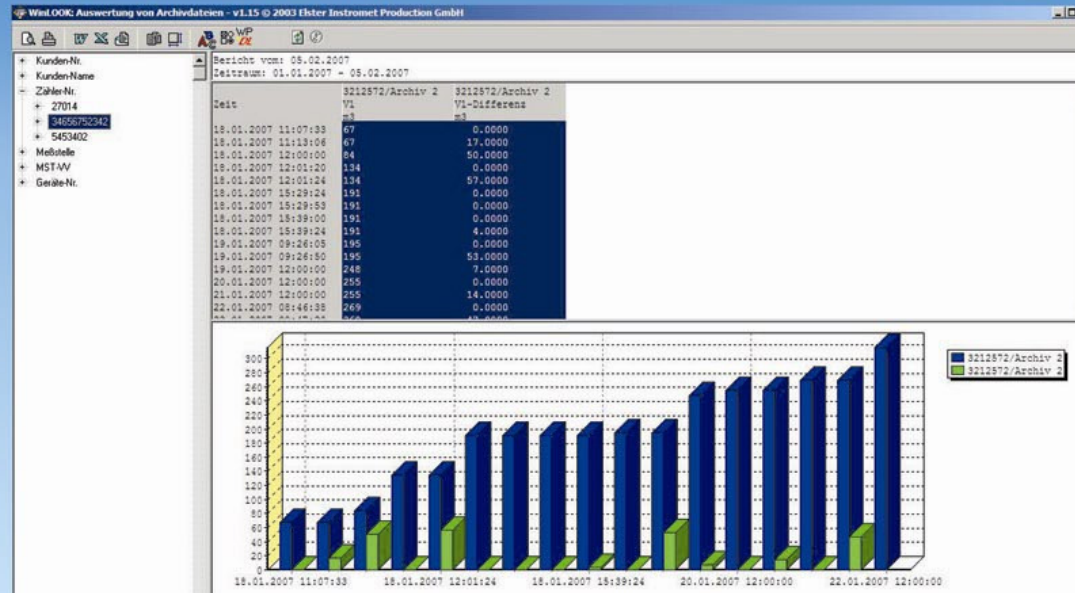 WinLOOK: Auswertung von Archivdateien - v1.15 © 2003 Elster Instromet Production GmbH
Kunden-Nr.
Kunden-Name
Zähler-Nr.
27014
34656752342
5453402
Meßstelle
MST-VV
Geräte-Nr.
Bericht vom: 05.02.2007
Zeitraum: 01.01.2007 - 05.02.2007
3212572/Archiv 2 3212572/Archiv 2
Zeit V1 V1-Differenz
m3 m3
18.01.2007 11:07:33 67 0.0000
18.01.2007 11:13:06 67 17.0000
18.01.2007 12:00:00 84 50.0000
18.01.2007 12:01:20 134 0.0000
18.01.2007 12:01:24 134 57.0000
18.01.2007 15:29:24 191 0.0000
18.01.2007 15:29:53 191 0.0000
18.01.2007 15:39:00 191 0.0000
18.01.2007 15:39:24 191 4.0000
19.01.2007 09:26:05 195 0.0000
19.01.2007 09:26:50 195 53.0000
19.01.2007 12:00:00 248 7.0000
20.01.2007 12:00:00 255 0.0000
21.01.2007 12:00:00 255 14.0000
22.01.2007 08:46:38 269 0.0000
300
280
260
240
220
200
180
160
140
120
100
80
60
40
20
0
18.01.2007 11:07:33 18.01.2007 12:01:24 18.01.2007 15:39:24 20.01.2007 12:00:00 22.01.2007 12:00:00
3212572/Archiv 2
3212572/Archiv 2